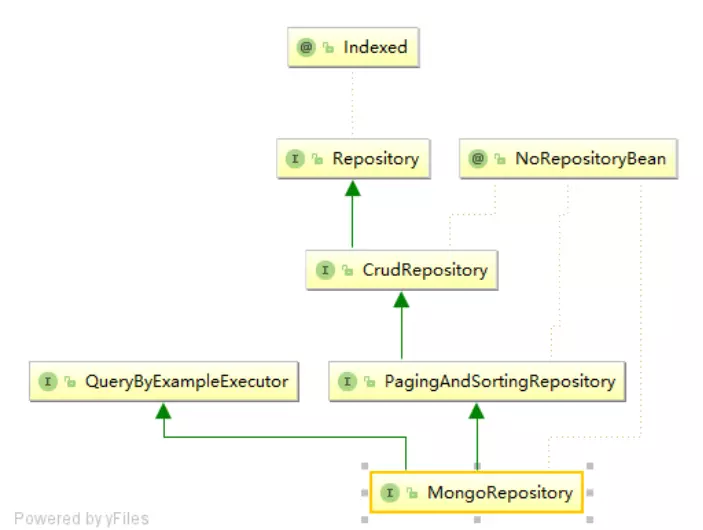 @ Indexed
I Repository
@ NoRepositoryBean
I CrudRepository
I QueryByExampleExecutor
I PagingAndSortingRepository
I MongoRepository
Powered by yFiles